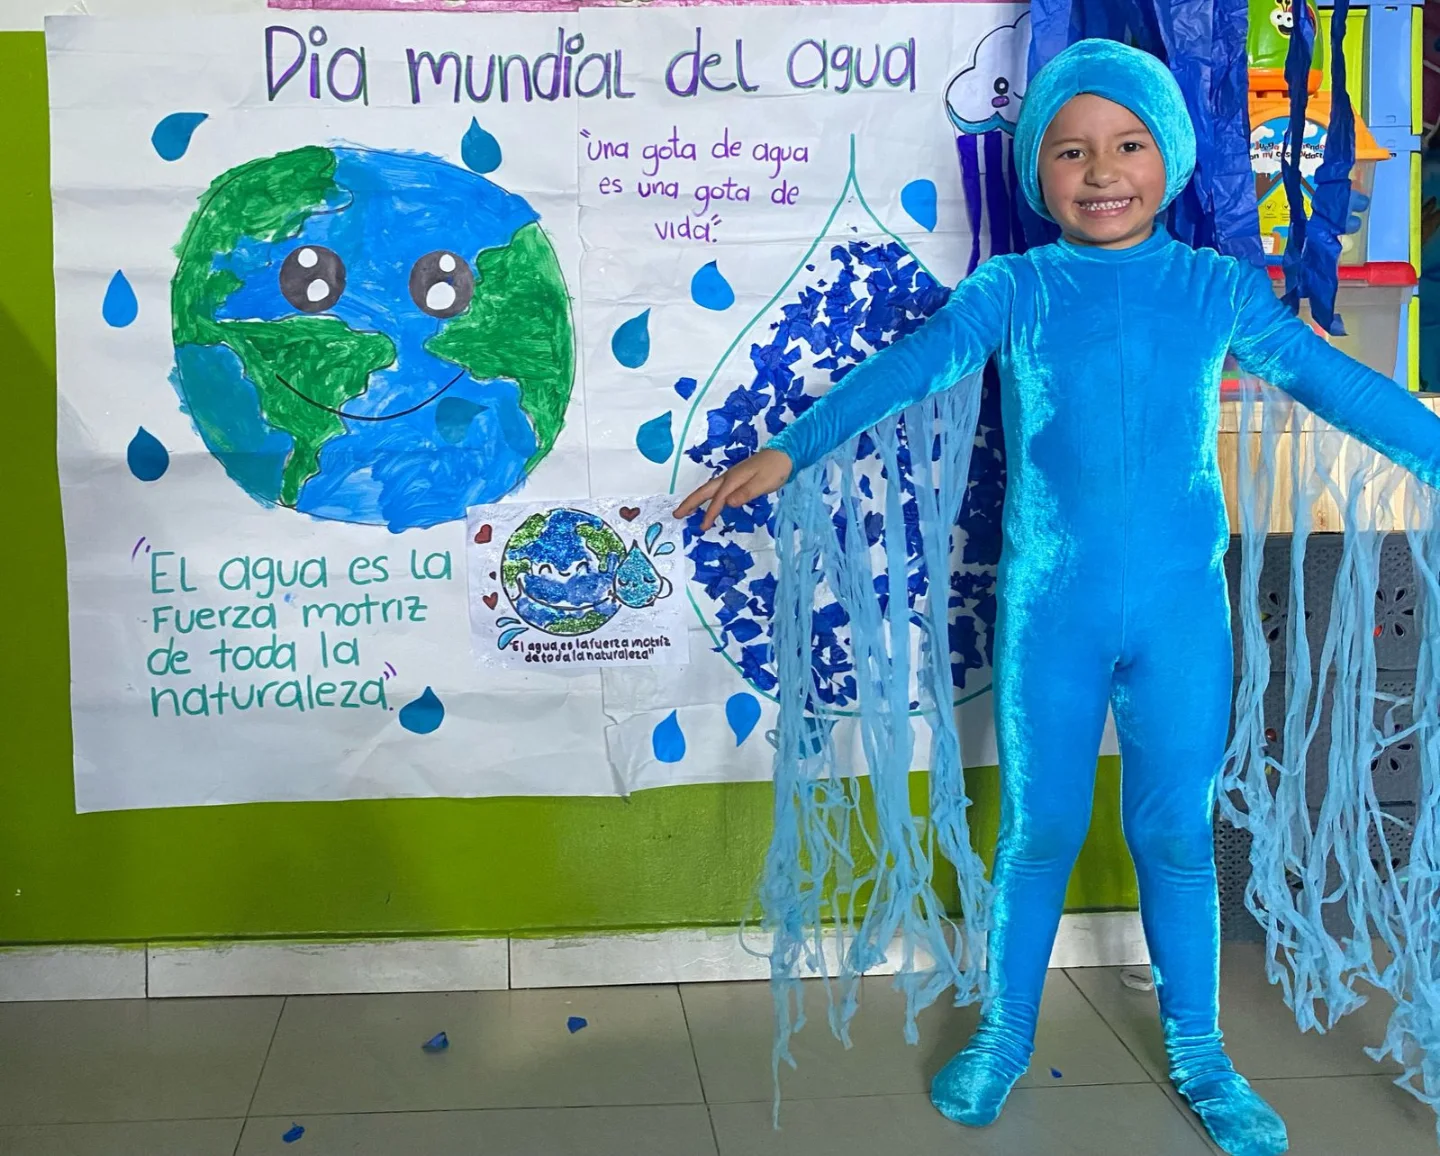 Dia mundial del agua
"una gota de agua
es una gota de
vida".
"El agua es la
Fuerza motriz
de toda la
naturaleza".
"El agua es la fuerza motriz
de toda la naturaleza"